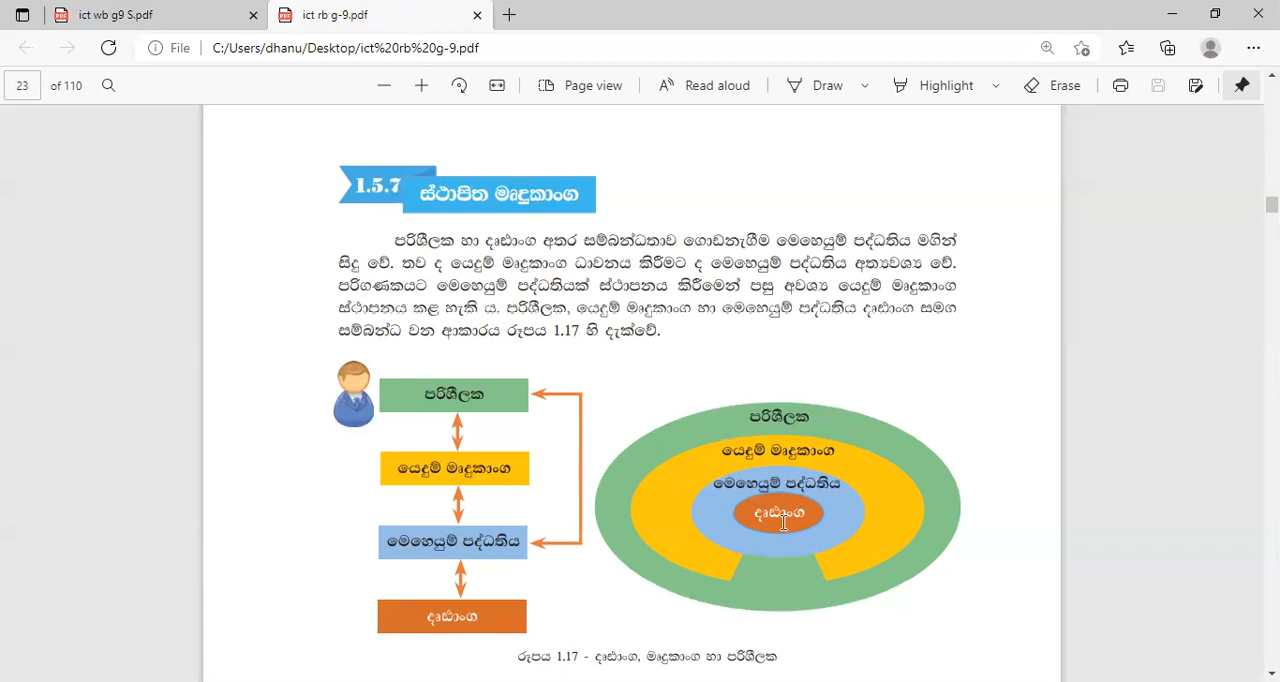 ict wb g9 S.pdf
ict rb g-9.pdf
File
C:/Users/dhanu/Desktop/ict%20rb%20g-9.pdf
23 of 110
Page view
Read aloud
Draw
Highlight
Erase
1.5.7
ස්ථාපිත මෘදුකාංග
පරිශීලක හා දෘඪාංග අතර සම්බන්ධතාව ගොඩනැගීම මෙහෙයුම් පද්ධතිය මගින්
සිදු වේ. තව ද යෙදුම් මෘදුකාංග ධාවනය කිරීමට ද මෙහෙයුම් පද්ධතිය අත්‍යවශ්‍ය වේ.
පරිගණකයට මෙහෙයුම් පද්ධතියක් ස්ථාපනය කිරීමෙන් පසු අවශ්‍ය යෙදුම් මෘදුකාංග
ස්ථාපනය කළ හැකි ය. පරිශීලක, යෙදුම් මෘදුකාංග හා මෙහෙයුම් පද්ධතිය දෘඪාංග සමග
සම්බන්ධ වන ආකාරය රූපය 1.17 හි දැක්වේ.
පරිශීලක
යෙදුම් මෘදුකාංග
මෙහෙයුම් පද්ධතිය
දෘඪාංග
පරිශීලක
යෙදුම් මෘදුකාංග
මෙහෙයුම් පද්ධතිය
දෘඪාංග
රූපය 1.17 - දෘඪාංග, මෘදුකාංග හා පරිශීලක